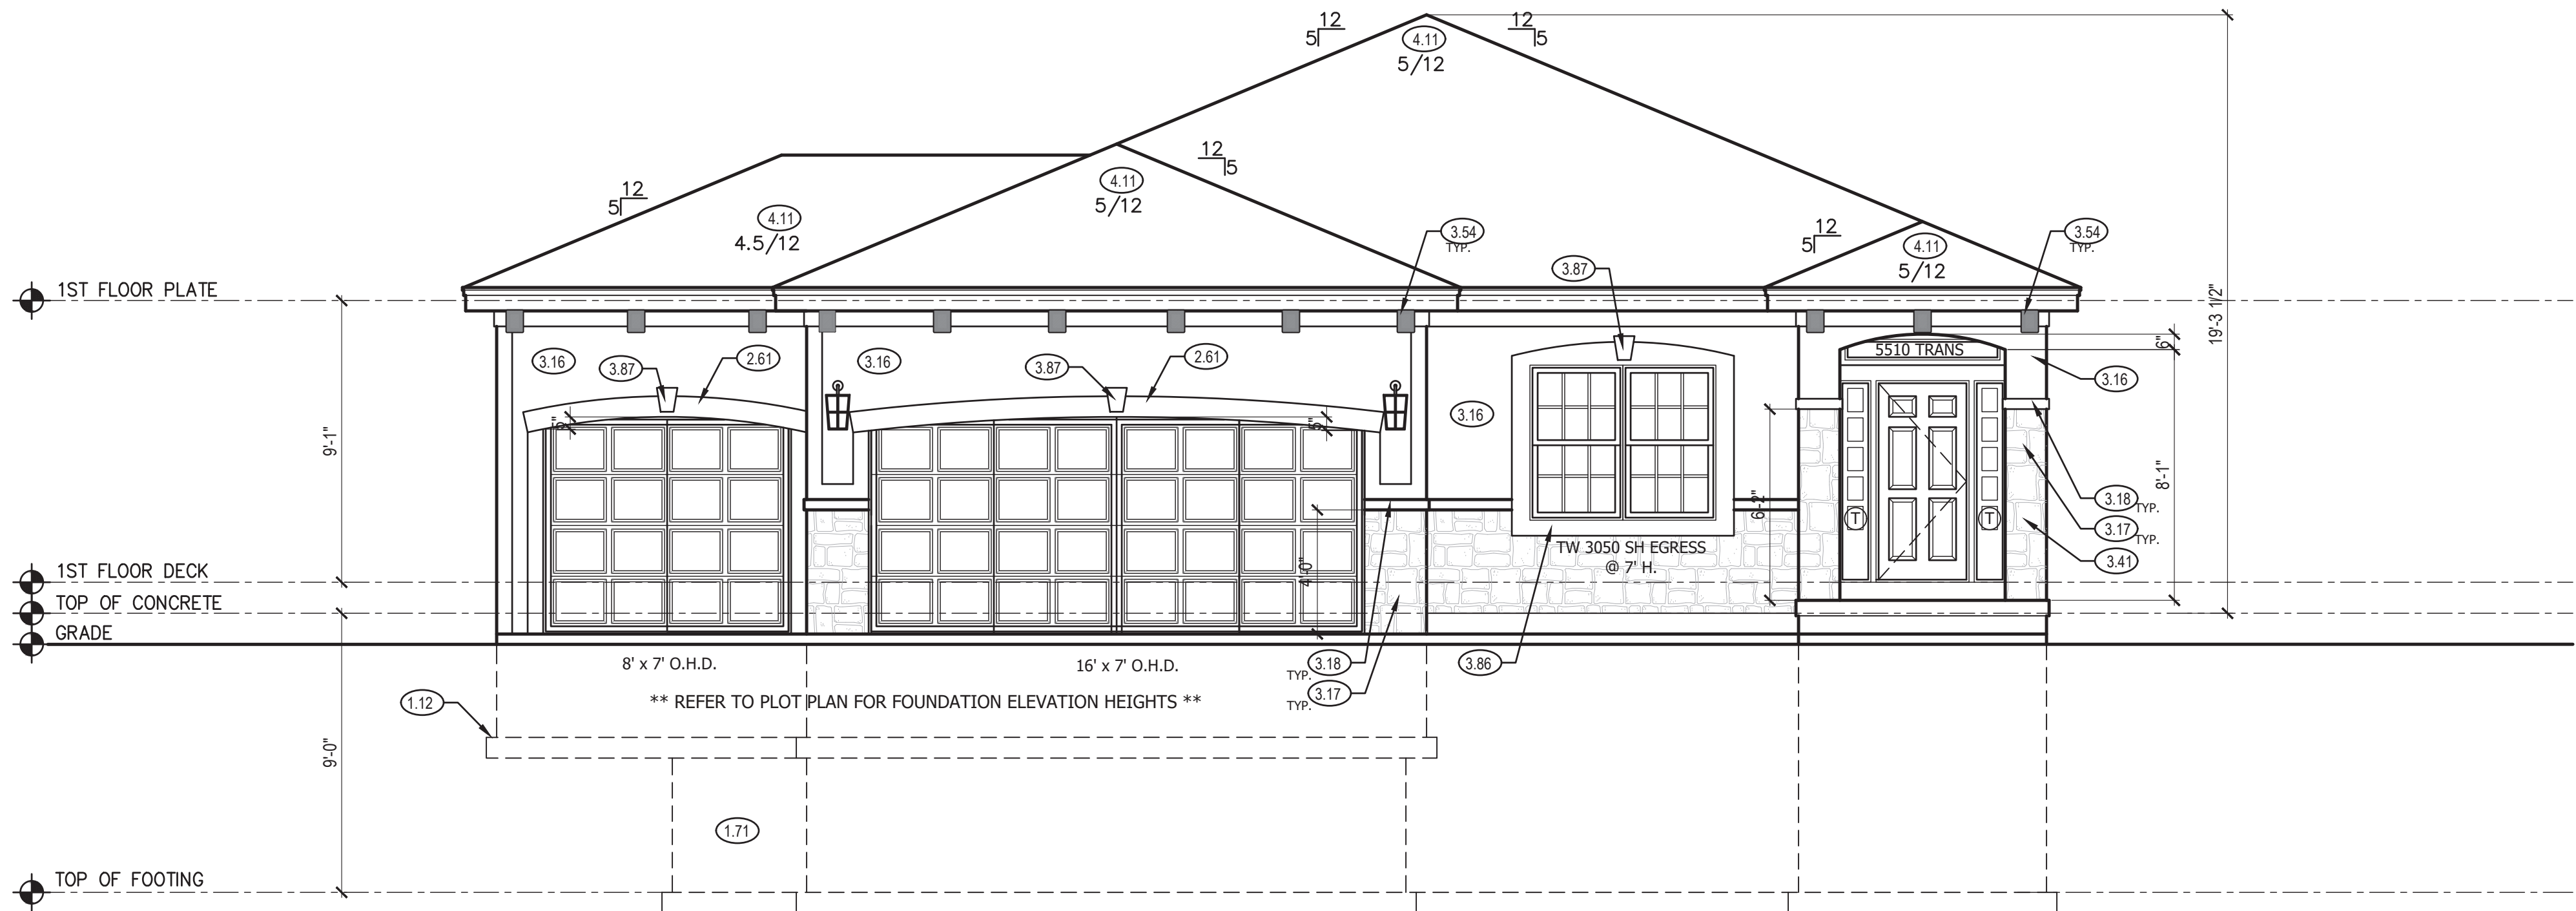 12
5
12
5
4.11
5/12
12
5
12
5
4.11
5/12
4.11
4.5/12
3.54
TYP.
12
5
3.54
TYP.
4.11
5/12
3.87
1ST FLOOR PLATE
19'-3 1/2"
6"
5510 TRANS
3.16
3.87
2.61
3.16
3.87
2.61
3.16
3.16
5"
5"
9'-1"
6'-2"
8'-1"
3.18
TYP.
3.17
TYP.
3.41
T
T
TW 3050 SH EGRESS
@ 7' H.
4'-0"
1ST FLOOR DECK
TOP OF CONCRETE
GRADE
8' x 7' O.H.D.
16' x 7' O.H.D.
3.18
TYP.
3.17
TYP.
3.86
1.12
** REFER TO PLOT PLAN FOR FOUNDATION ELEVATION HEIGHTS **
9'-0"
1.71
TOP OF FOOTING